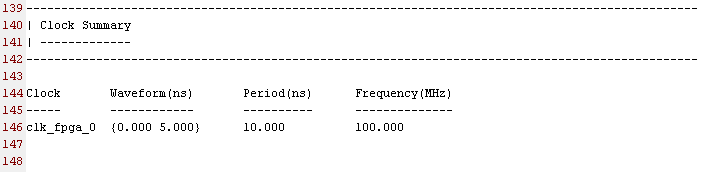 139 ----------------------------------------------------------------------------------------------------
140 | Clock Summary
141 | -------------
142 ----------------------------------------------------------------------------------------------------
143
144 Clock       Waveform(ns)       Period(ns)      Frequency(MHz)
145 -----       ------------       ----------      --------------
146 clk_fpga_0  {0.000 5.000}      10.000          100.000
147
148